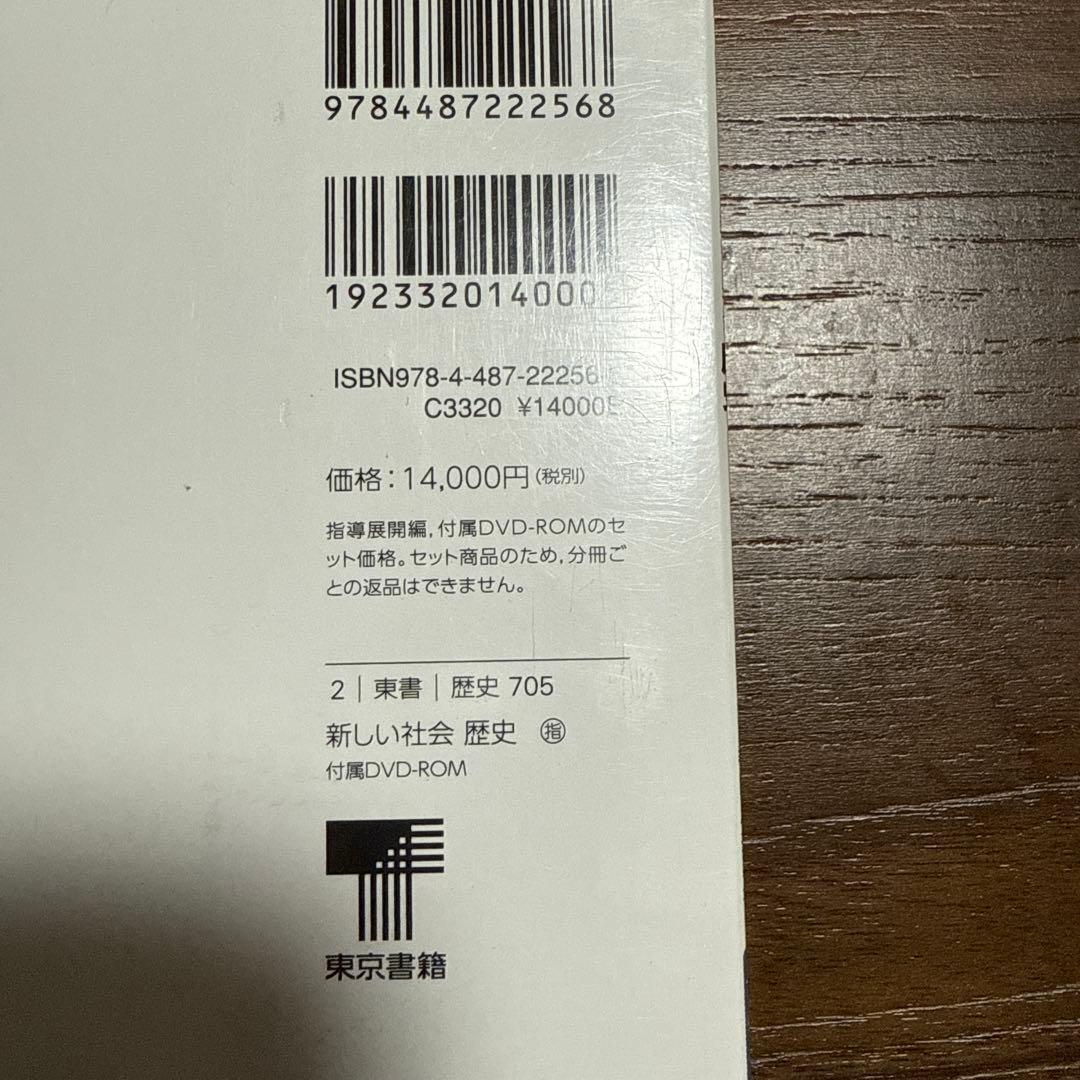 9784487222568
192332014000
ISBN978-4-487-22256
C3320 ¥14000E
価格：14,000円（税別）
指導展開編，付属DVD-ROMのセ
ット価格。セット商品のため，分冊ご
との返品はできません。
2｜東書｜歴史 705
新しい社会 歴史 ㊟指
付属DVD-ROM
東京書籍